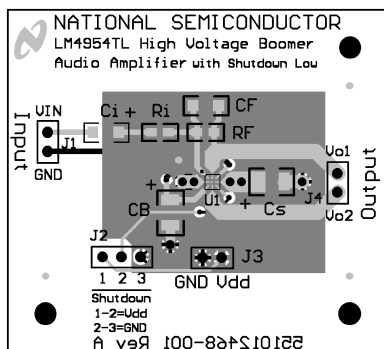 NATIONAL SEMICONDUCTOR
LM4954TL High Voltage Boomer
Audio Amplifier with Shutdown Low
CF
VIN
Ci +
Ri
RF
Input
J1
GND
Vo1
+
U1
+
Cs
J4
Output
CB
Vo2
J2
J3
1 2 3
GND Vdd
Shutdown
1-2=Vdd
2-3=GND
551012468-001 Rev A